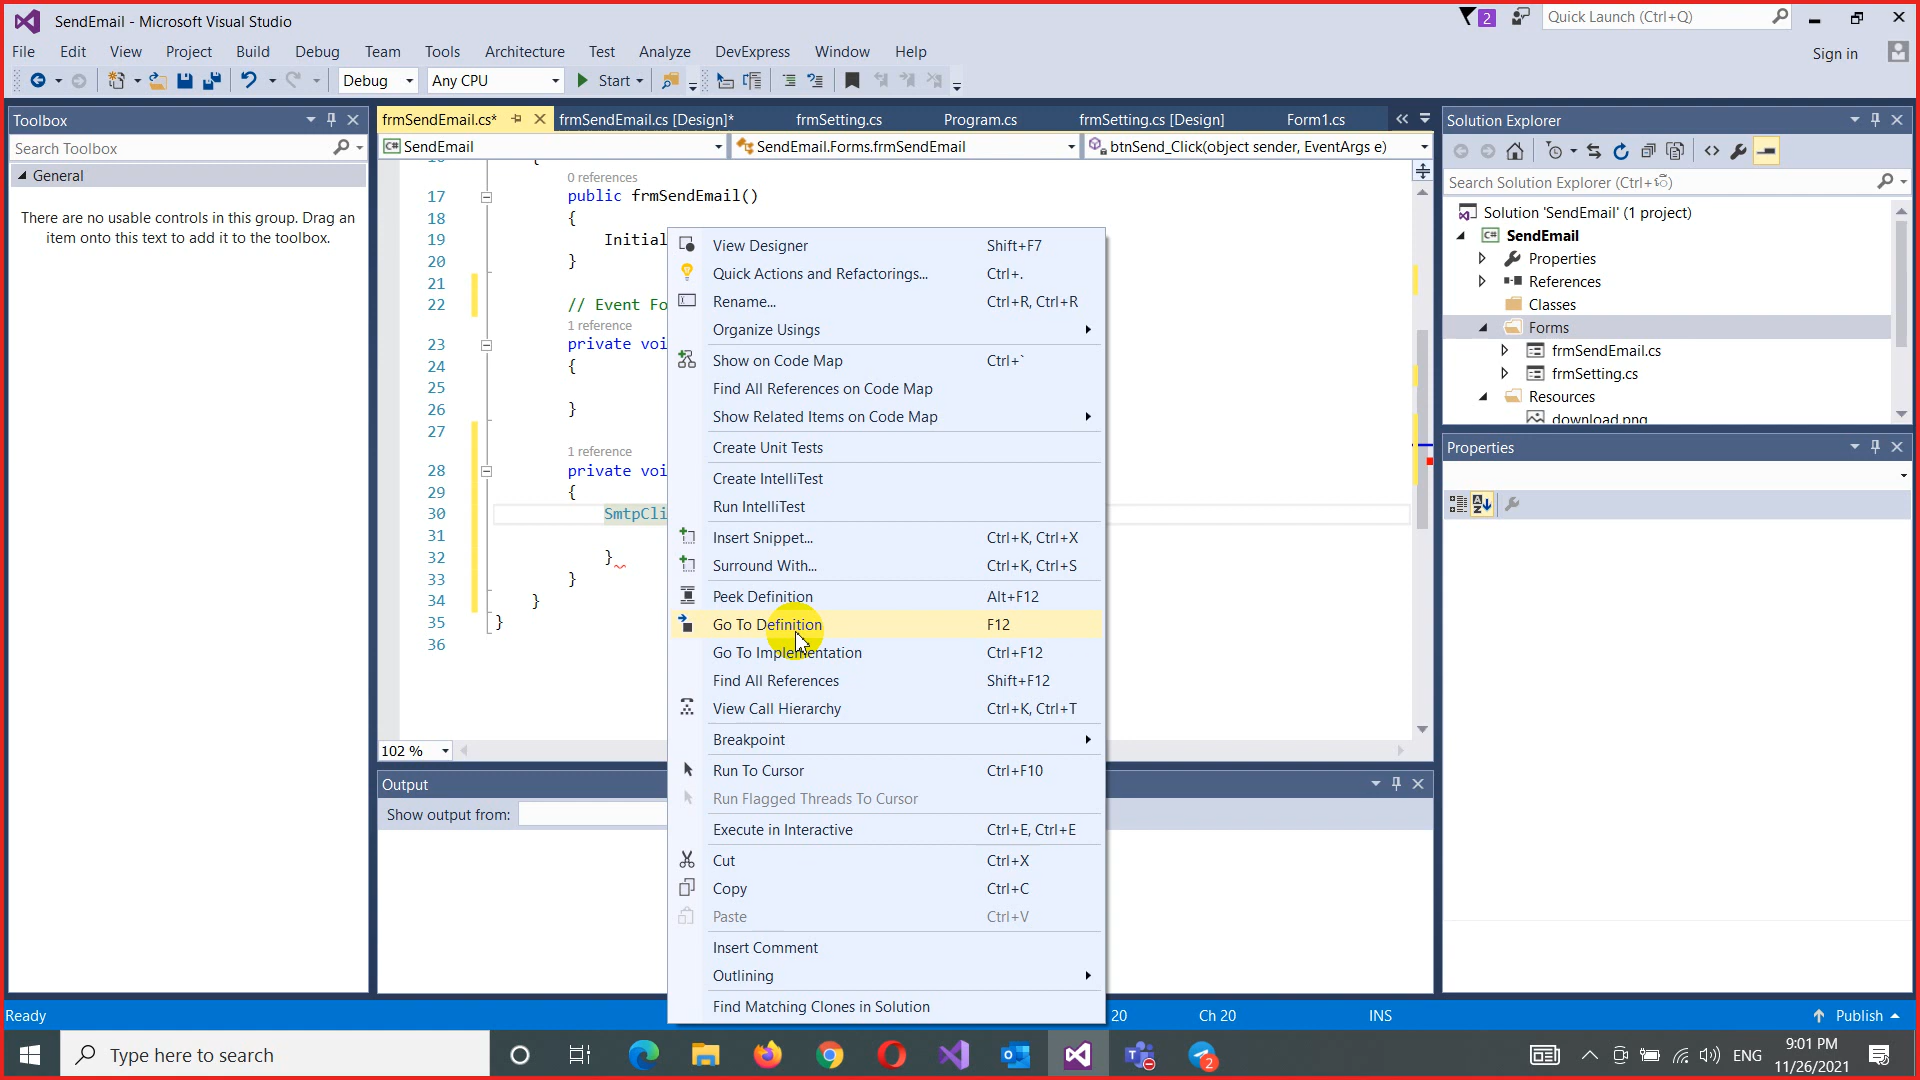 SendEmail - Microsoft Visual Studio
2
Quick Launch (Ctrl+Q)
File Edit View Project Build Debug Team Tools Architecture Test Analyze DevExpress Window Help
Sign in
Debug Any CPU Start
Toolbox
Search Toolbox
General
There are no usable controls in this group. Drag an
item onto this text to add it to the toolbox.
frmSendEmail.cs* frmSendEmail.cs [Design]* frmSetting.cs Program.cs frmSetting.cs [Design] Form1.cs
SendEmail SendEmail.Forms.frmSendEmail btnSend_Click(object sender, EventArgs e)
{
0 references
17 public frmSendEmail()
18 {
19 Initial
20 }
21
22 // Event Fo
1 reference
23 private voi
24 {
25
26 }
27
1 reference
28 private voi
29 {
30 SmtpCli
31
32 }
33 }
34 }
35 }
36
102 %
Output
Show output from:
View Designer Shift+F7
Quick Actions and Refactorings... Ctrl+.
Rename... Ctrl+R, Ctrl+R
Organize Usings
Show on Code Map Ctrl+`
Find All References on Code Map
Show Related Items on Code Map
Create Unit Tests
Create IntelliTest
Run IntelliTest
Insert Snippet... Ctrl+K, Ctrl+X
Surround With... Ctrl+K, Ctrl+S
Peek Definition Alt+F12
Go To Definition F12
Go To Implementation Ctrl+F12
Find All References Shift+F12
View Call Hierarchy Ctrl+K, Ctrl+T
Breakpoint
Run To Cursor Ctrl+F10
Run Flagged Threads To Cursor
Execute in Interactive Ctrl+E, Ctrl+E
Cut Ctrl+X
Copy Ctrl+C
Paste Ctrl+V
Insert Comment
Outlining
Find Matching Clones in Solution
Solution Explorer
Search Solution Explorer
Solution 'SendEmail' (1 project)
SendEmail
Properties
References
Classes
Forms
frmSendEmail.cs
frmSetting.cs
Resources
download.png
Properties
Ready 20 Ch 20 INS Publish
Type here to search
2
ENG
9:01 PM
11/26/2021